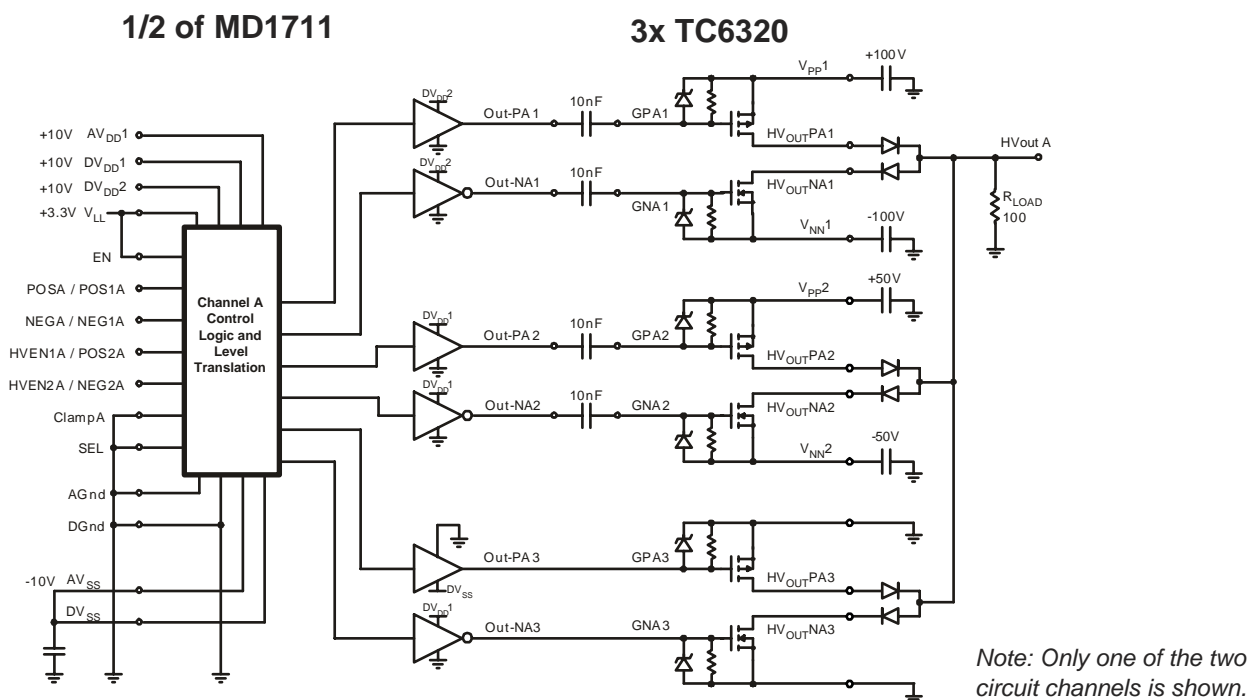 1/2 of MD1711
3x TC6320
+10V AVDD1
+10V DVDD1
+10V DVDD2
+3.3V VLL
EN
POSA / POS1A
NEGA / NEG1A
HVEN1A / POS2A
HVEN2A / NEG2A
ClampA
SEL
AGnd
DGnd
-10V AVSS
DVSS
Channel A
Control
Logic and
Level
Translation
DVDD2
Out-PA1
10nF
GPA1
VPP1
+100V
HVOUTPA1
DVDD2
Out-NA1
10nF
GNA1
HVOUTNA1
VNN1
-100V
HVout A
RLOAD
100
DVDD1
Out-PA2
10nF
GPA2
VPP2
+50V
HVOUTPA2
DVDD1
Out-NA2
10nF
GNA2
HVOUTNA2
VNN2
-50V
Out-PA3
DVSS
GPA3
HVOUTPA3
DVDD1
Out-NA3
GNA3
HVOUTNA3
Note: Only one of the two
circuit channels is shown.